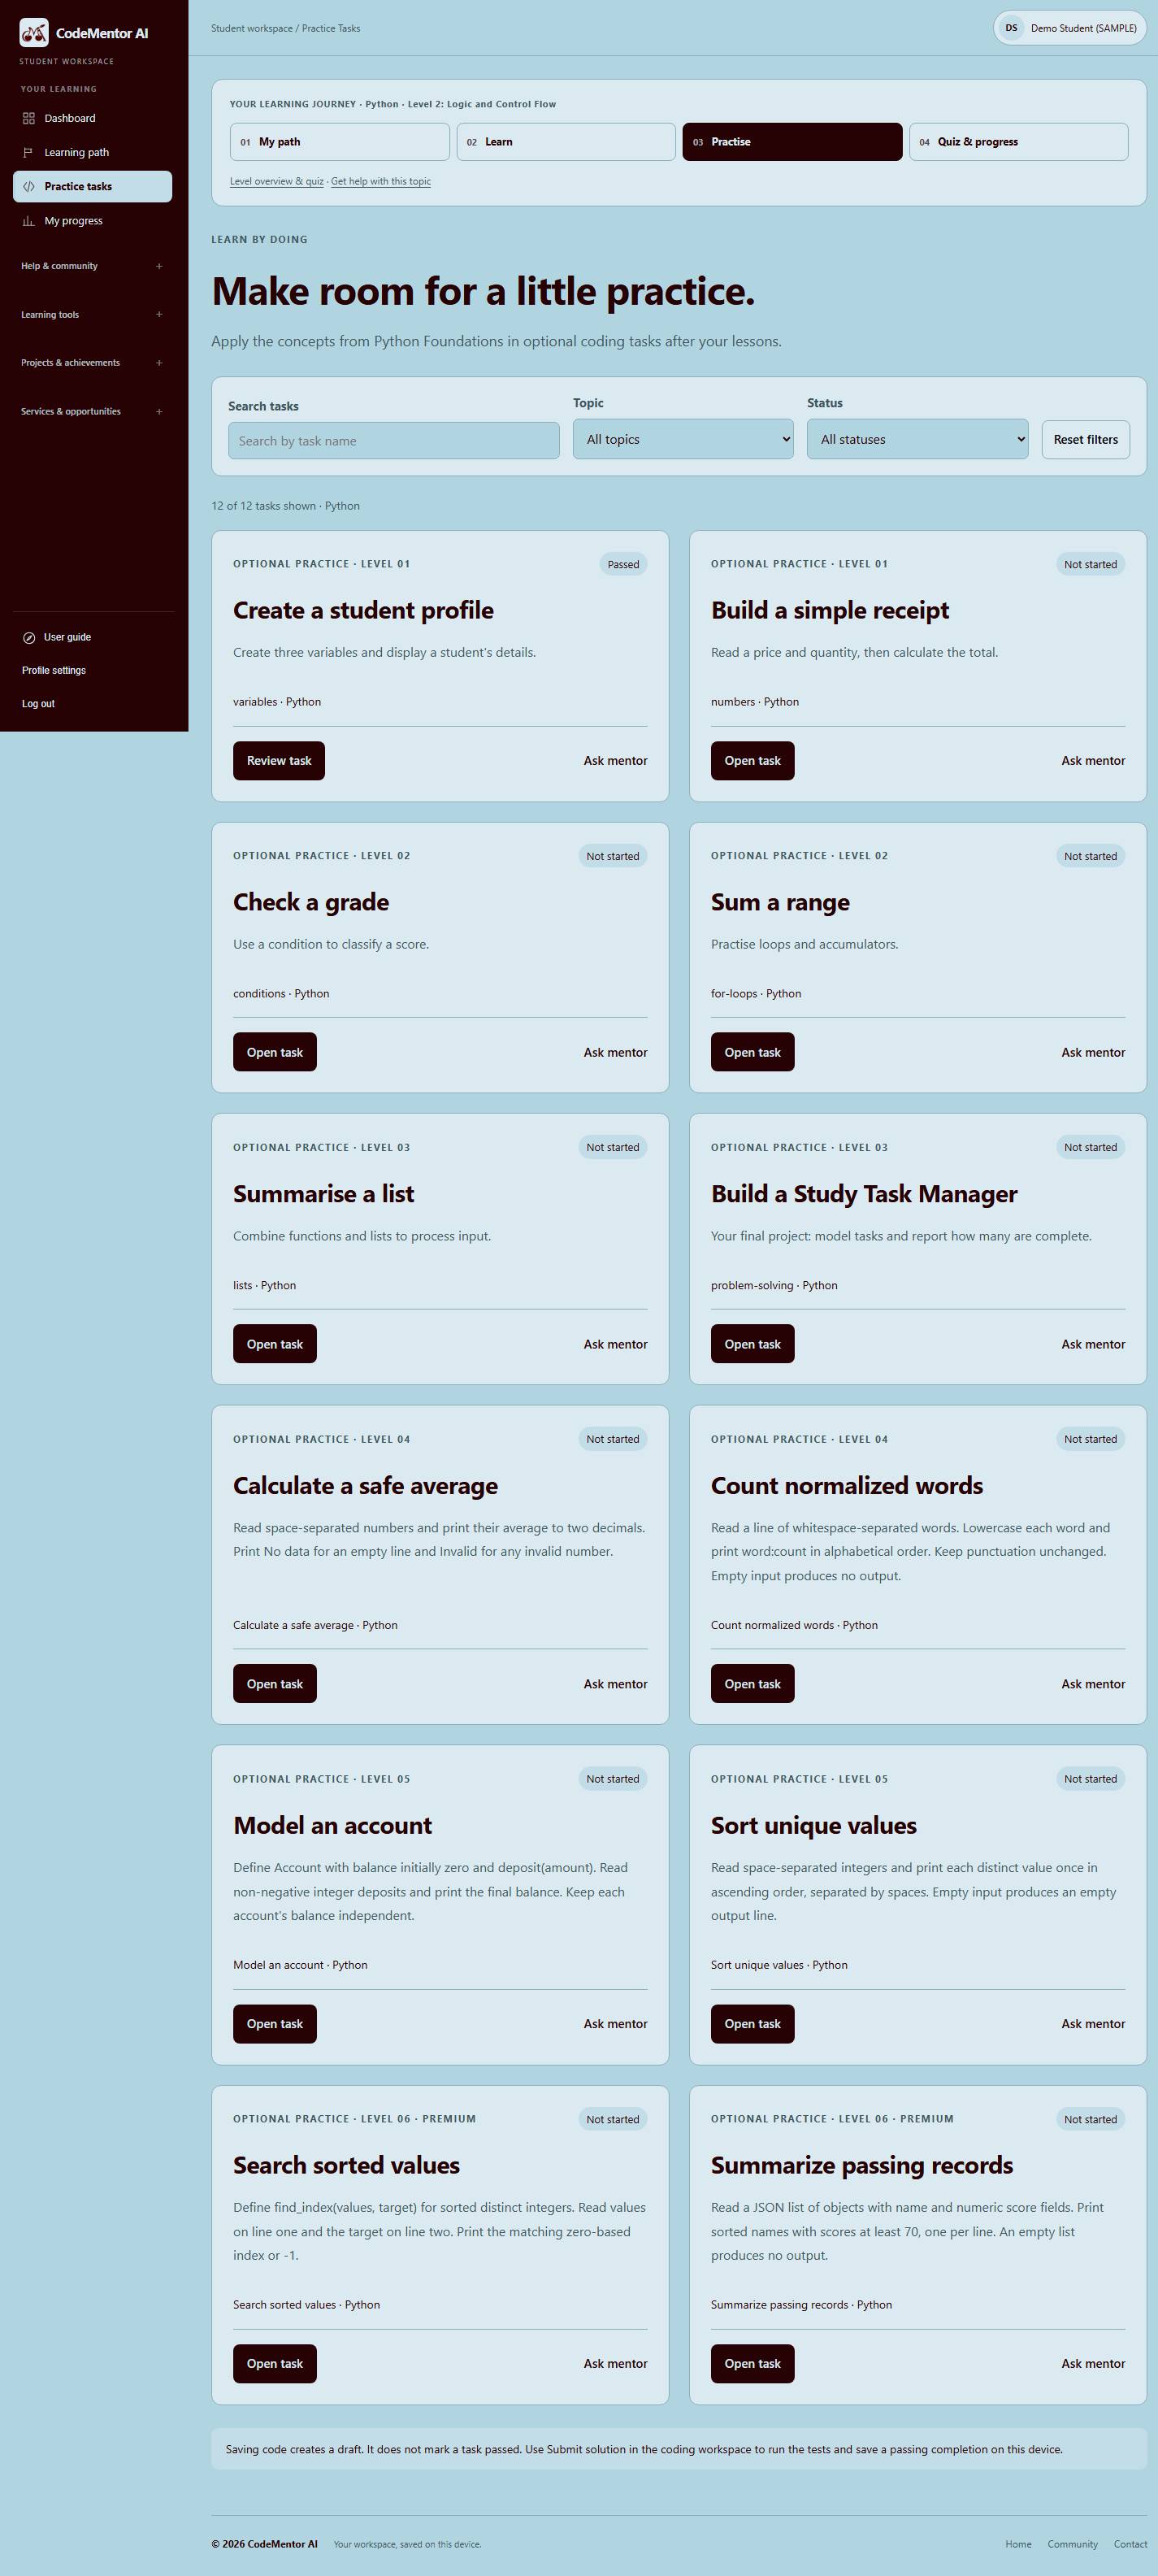 CodeMentor AI
STUDENT WORKSPACE
YOUR LEARNING
Dashboard
Learning path
Practice tasks
My progress
Help & community +
Learning tools +
Projects & achievements +
Services & opportunities +
User guide
Profile settings
Log out
Student workspace / Practice Tasks
DS Demo Student (SAMPLE)
YOUR LEARNING JOURNEY · Python · Level 2: Logic and Control Flow
01 My path
02 Learn
03 Practise
04 Quiz & progress
Level overview & quiz · Get help with this topic
LEARN BY DOING
Make room for a little practice.
Apply the concepts from Python Foundations in optional coding tasks after your lessons.
Search tasks
Search by task name
Topic
All topics
Status
All statuses
Reset filters
12 of 12 tasks shown · Python
OPTIONAL PRACTICE · LEVEL 01
Passed
Create a student profile
Create three variables and display a student's details.
variables · Python
Review task
Ask mentor
OPTIONAL PRACTICE · LEVEL 01
Not started
Build a simple receipt
Read a price and quantity, then calculate the total.
numbers · Python
Open task
Ask mentor
OPTIONAL PRACTICE · LEVEL 02
Not started
Check a grade
Use a condition to classify a score.
conditions · Python
Open task
Ask mentor
OPTIONAL PRACTICE · LEVEL 02
Not started
Sum a range
Practise loops and accumulators.
for-loops · Python
Open task
Ask mentor
OPTIONAL PRACTICE · LEVEL 03
Not started
Summarise a list
Combine functions and lists to process input.
lists · Python
Open task
Ask mentor
OPTIONAL PRACTICE · LEVEL 03
Not started
Build a Study Task Manager
Your final project: model tasks and report how many are complete.
problem-solving · Python
Open task
Ask mentor
OPTIONAL PRACTICE · LEVEL 04
Not started
Calculate a safe average
Read space-separated numbers and print their average to two decimals.
Print No data for an empty line and Invalid for any invalid number.
Calculate a safe average · Python
Open task
Ask mentor
OPTIONAL PRACTICE · LEVEL 04
Not started
Count normalized words
Read a line of whitespace-separated words. Lowercase each word and
print word:count in alphabetical order. Keep punctuation unchanged.
Empty input produces no output.
Count normalized words · Python
Open task
Ask mentor
OPTIONAL PRACTICE · LEVEL 05
Not started
Model an account
Define Account with balance initially zero and deposit(amount). Read
non-negative integer deposits and print the final balance. Keep each
account's balance independent.
Model an account · Python
Open task
Ask mentor
OPTIONAL PRACTICE · LEVEL 05
Not started
Sort unique values
Read space-separated integers and print each distinct value once in
ascending order, separated by spaces. Empty input produces an empty
output line.
Sort unique values · Python
Open task
Ask mentor
OPTIONAL PRACTICE · LEVEL 06 · PREMIUM
Not started
Search sorted values
Define find_index(values, target) for sorted distinct integers. Read values
on line one and the target on line two. Print the matching zero-based
index or -1.
Search sorted values · Python
Open task
Ask mentor
OPTIONAL PRACTICE · LEVEL 06 · PREMIUM
Not started
Summarize passing records
Read a JSON list of objects with name and numeric score fields. Print
sorted names with scores at least 70, one per line. An empty list
produces no output.
Summarize passing records · Python
Open task
Ask mentor
Saving code creates a draft. It does not mark a task passed. Use Submit solution in the coding workspace to run the tests and save a passing completion on this device.
© 2026 CodeMentor AI Your workspace, saved on this device.
Home Community Contact